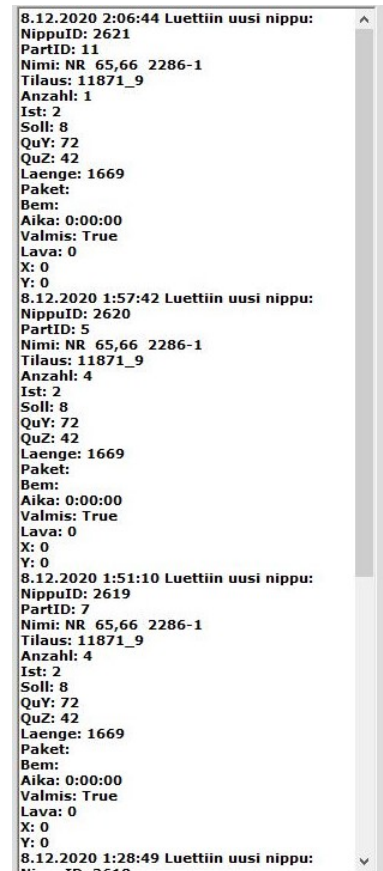 8.12.2020 2:06:44 Luettiin uusi nippu:
NippuID: 2621
PartID: 11
Nimi: NR  65,66  2286-1
Tilaus: 11871_9
Anzahl: 1
Ist: 2
Soll: 8
QuY: 72
QuZ: 42
Laenge: 1669
Paket:
Bem:
Aika: 0:00:00
Valmis: True
Lava: 0
X: 0
Y: 0
8.12.2020 1:57:42 Luettiin uusi nippu:
NippuID: 2620
PartID: 5
Nimi: NR  65,66  2286-1
Tilaus: 11871_9
Anzahl: 4
Ist: 2
Soll: 8
QuY: 72
QuZ: 42
Laenge: 1669
Paket:
Bem:
Aika: 0:00:00
Valmis: True
Lava: 0
X: 0
Y: 0
8.12.2020 1:51:10 Luettiin uusi nippu:
NippuID: 2619
PartID: 7
Nimi: NR  65,66  2286-1
Tilaus: 11871_9
Anzahl: 4
Ist: 2
Soll: 8
QuY: 72
QuZ: 42
Laenge: 1669
Paket:
Bem:
Aika: 0:00:00
Valmis: True
Lava: 0
X: 0
Y: 0
8.12.2020 1:28:49 Luettiin uusi nippu: